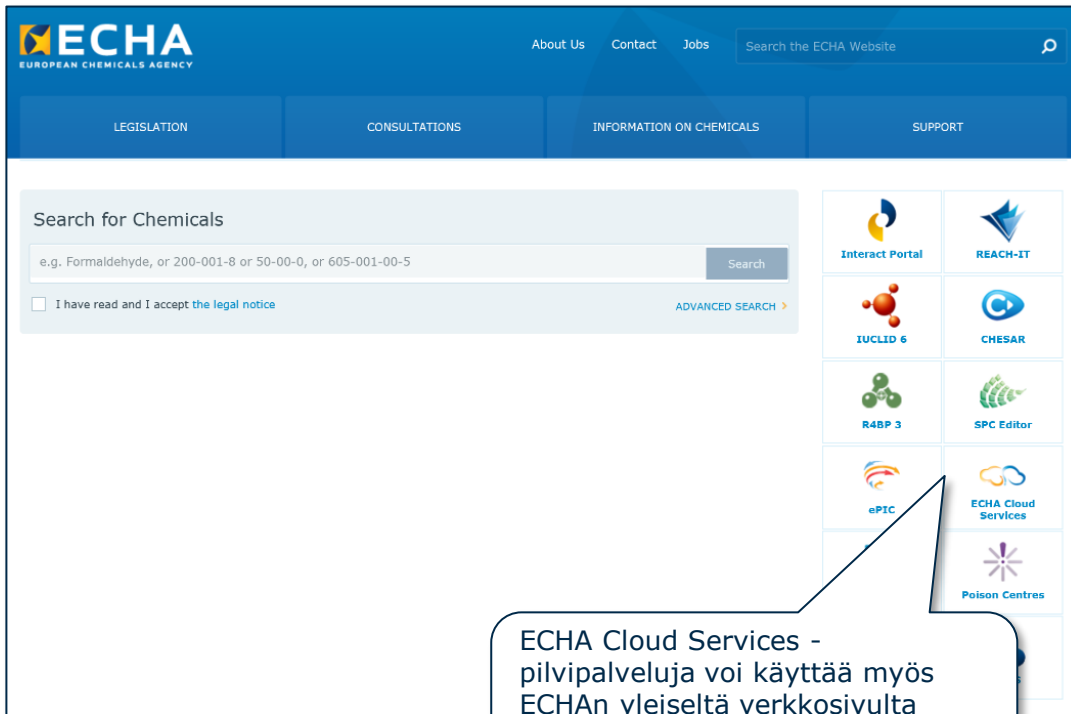 ECHA
EUROPEAN CHEMICALS AGENCY
About Us Contact Jobs Search the ECHA Website
LEGISLATION CONSULTATIONS INFORMATION ON CHEMICALS SUPPORT
Search for Chemicals
e.g. Formaldehyde, or 200-001-8 or 50-00-0, or 605-001-00-5 Search
I have read and I accept the legal notice
ADVANCED SEARCH >
Interact Portal REACH-IT
IUCLID 6 CHESAR
R4BP 3 SPC Editor
ePIC ECHA Cloud
Services
Poison Centres
ECHA Cloud Services -
pilvipalveluja voi käyttää myös
ECHAn yleiseltä verkkosivulta